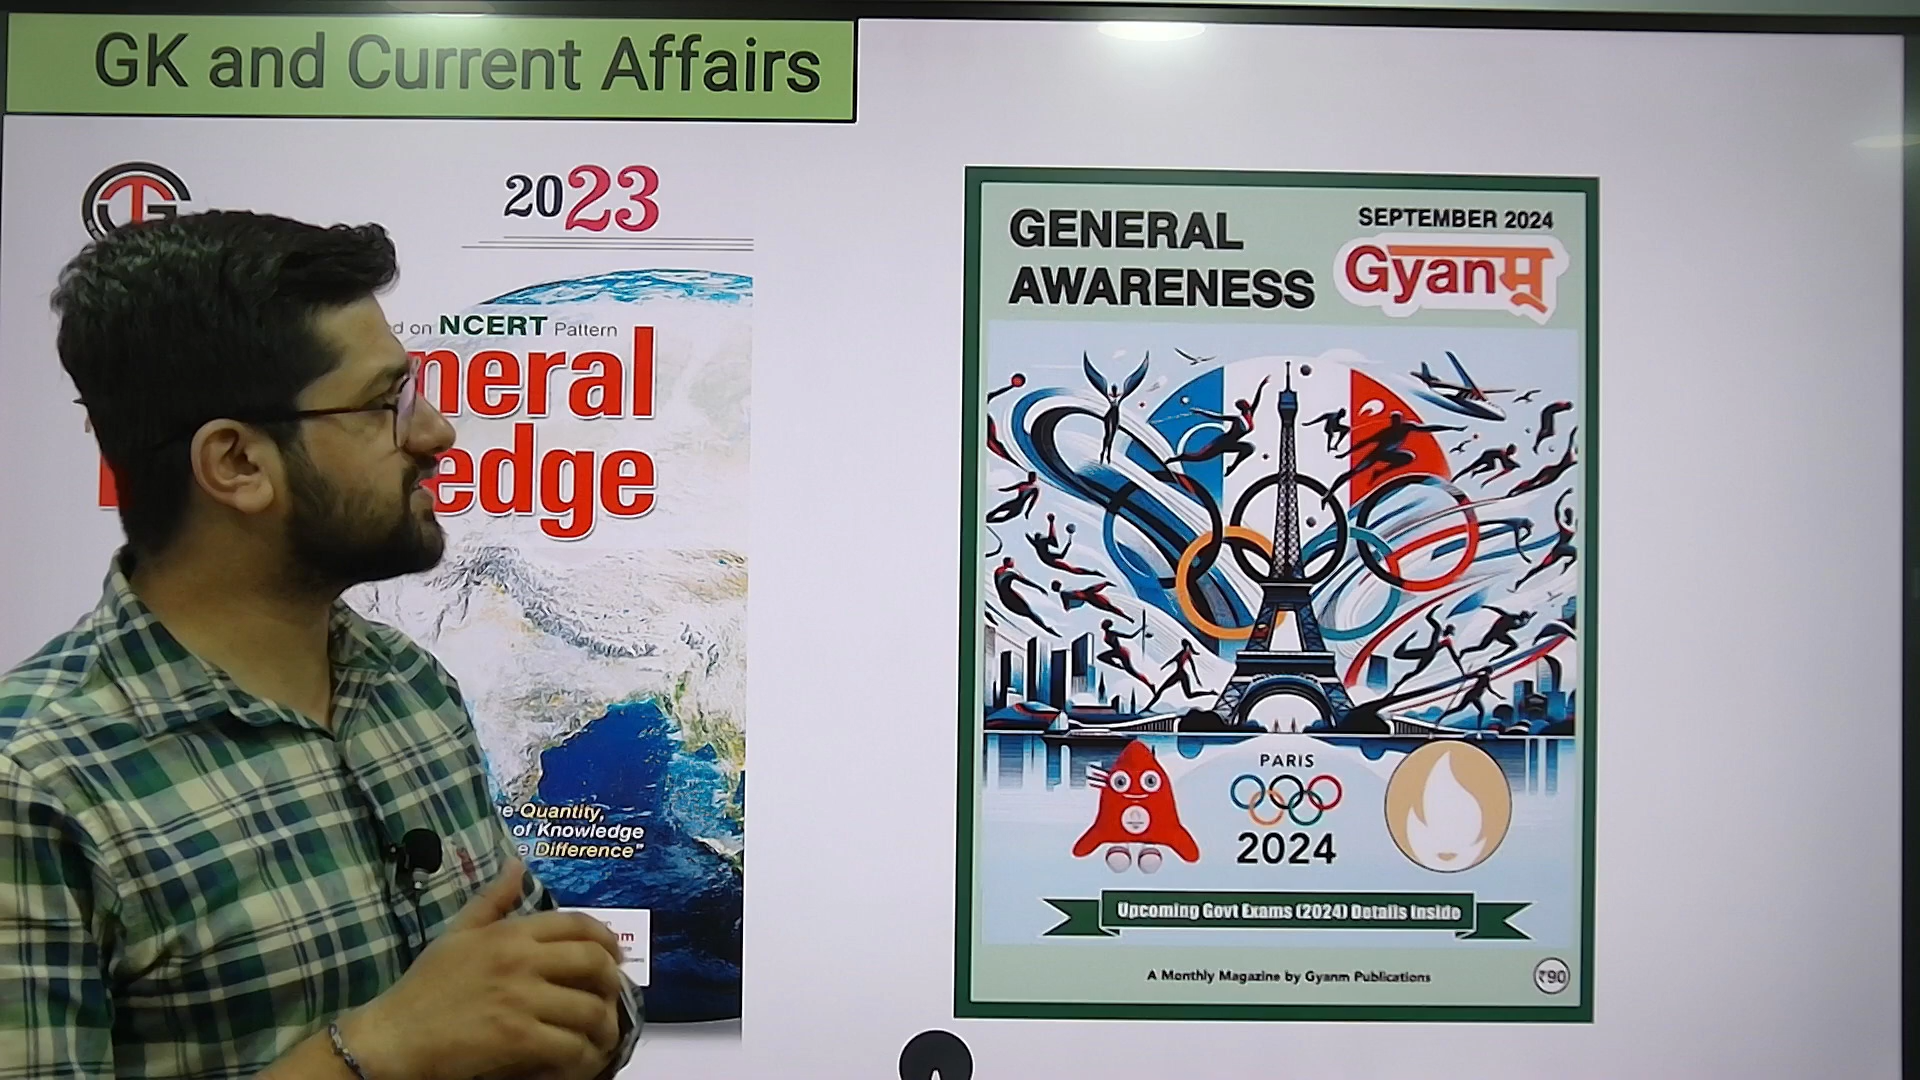 GK and Current Affairs
2023
on NCERT Pattern
neral
edge
Quantity,
of Knowledge
Difference"
GENERAL
AWARENESS
SEPTEMBER 2024
Gyanम्
PARIS
2024
Upcoming Govt Exams (2024) Details Inside
A Monthly Magazine by Gyanm Publications
₹90